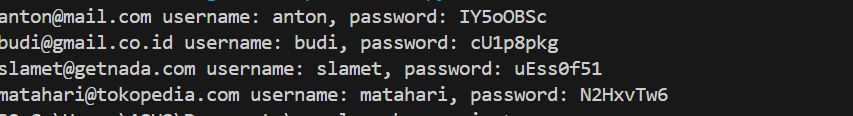 anton@mail.com username: anton, password: IY5oOBSc
budi@gmail.co.id username: budi, password: cU1p8pkg
slamet@getnada.com username: slamet, password: uEss0f51
matahari@tokopedia.com username: matahari, password: N2HxvTw6